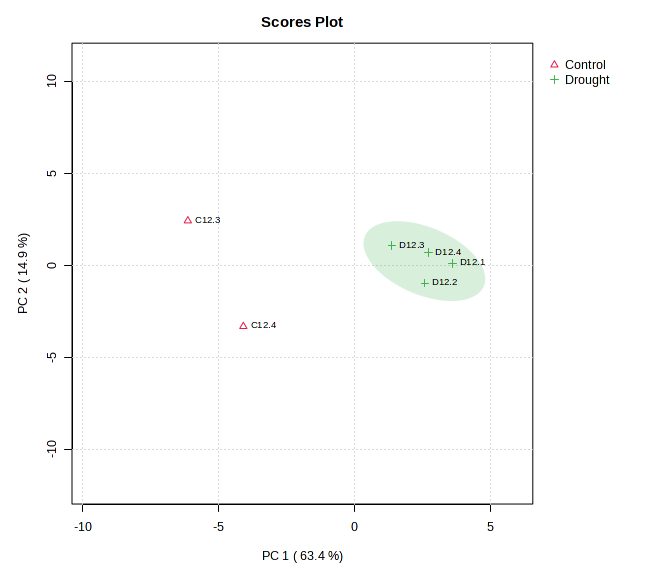 Scores Plot
Control
Drought
10
5
0
-5
-10
PC 2 ( 14.9 %)
C12.3
C12.4
D12.3
D12.4
D12.1
D12.2
-10
-5
0
5
PC 1 ( 63.4 %)